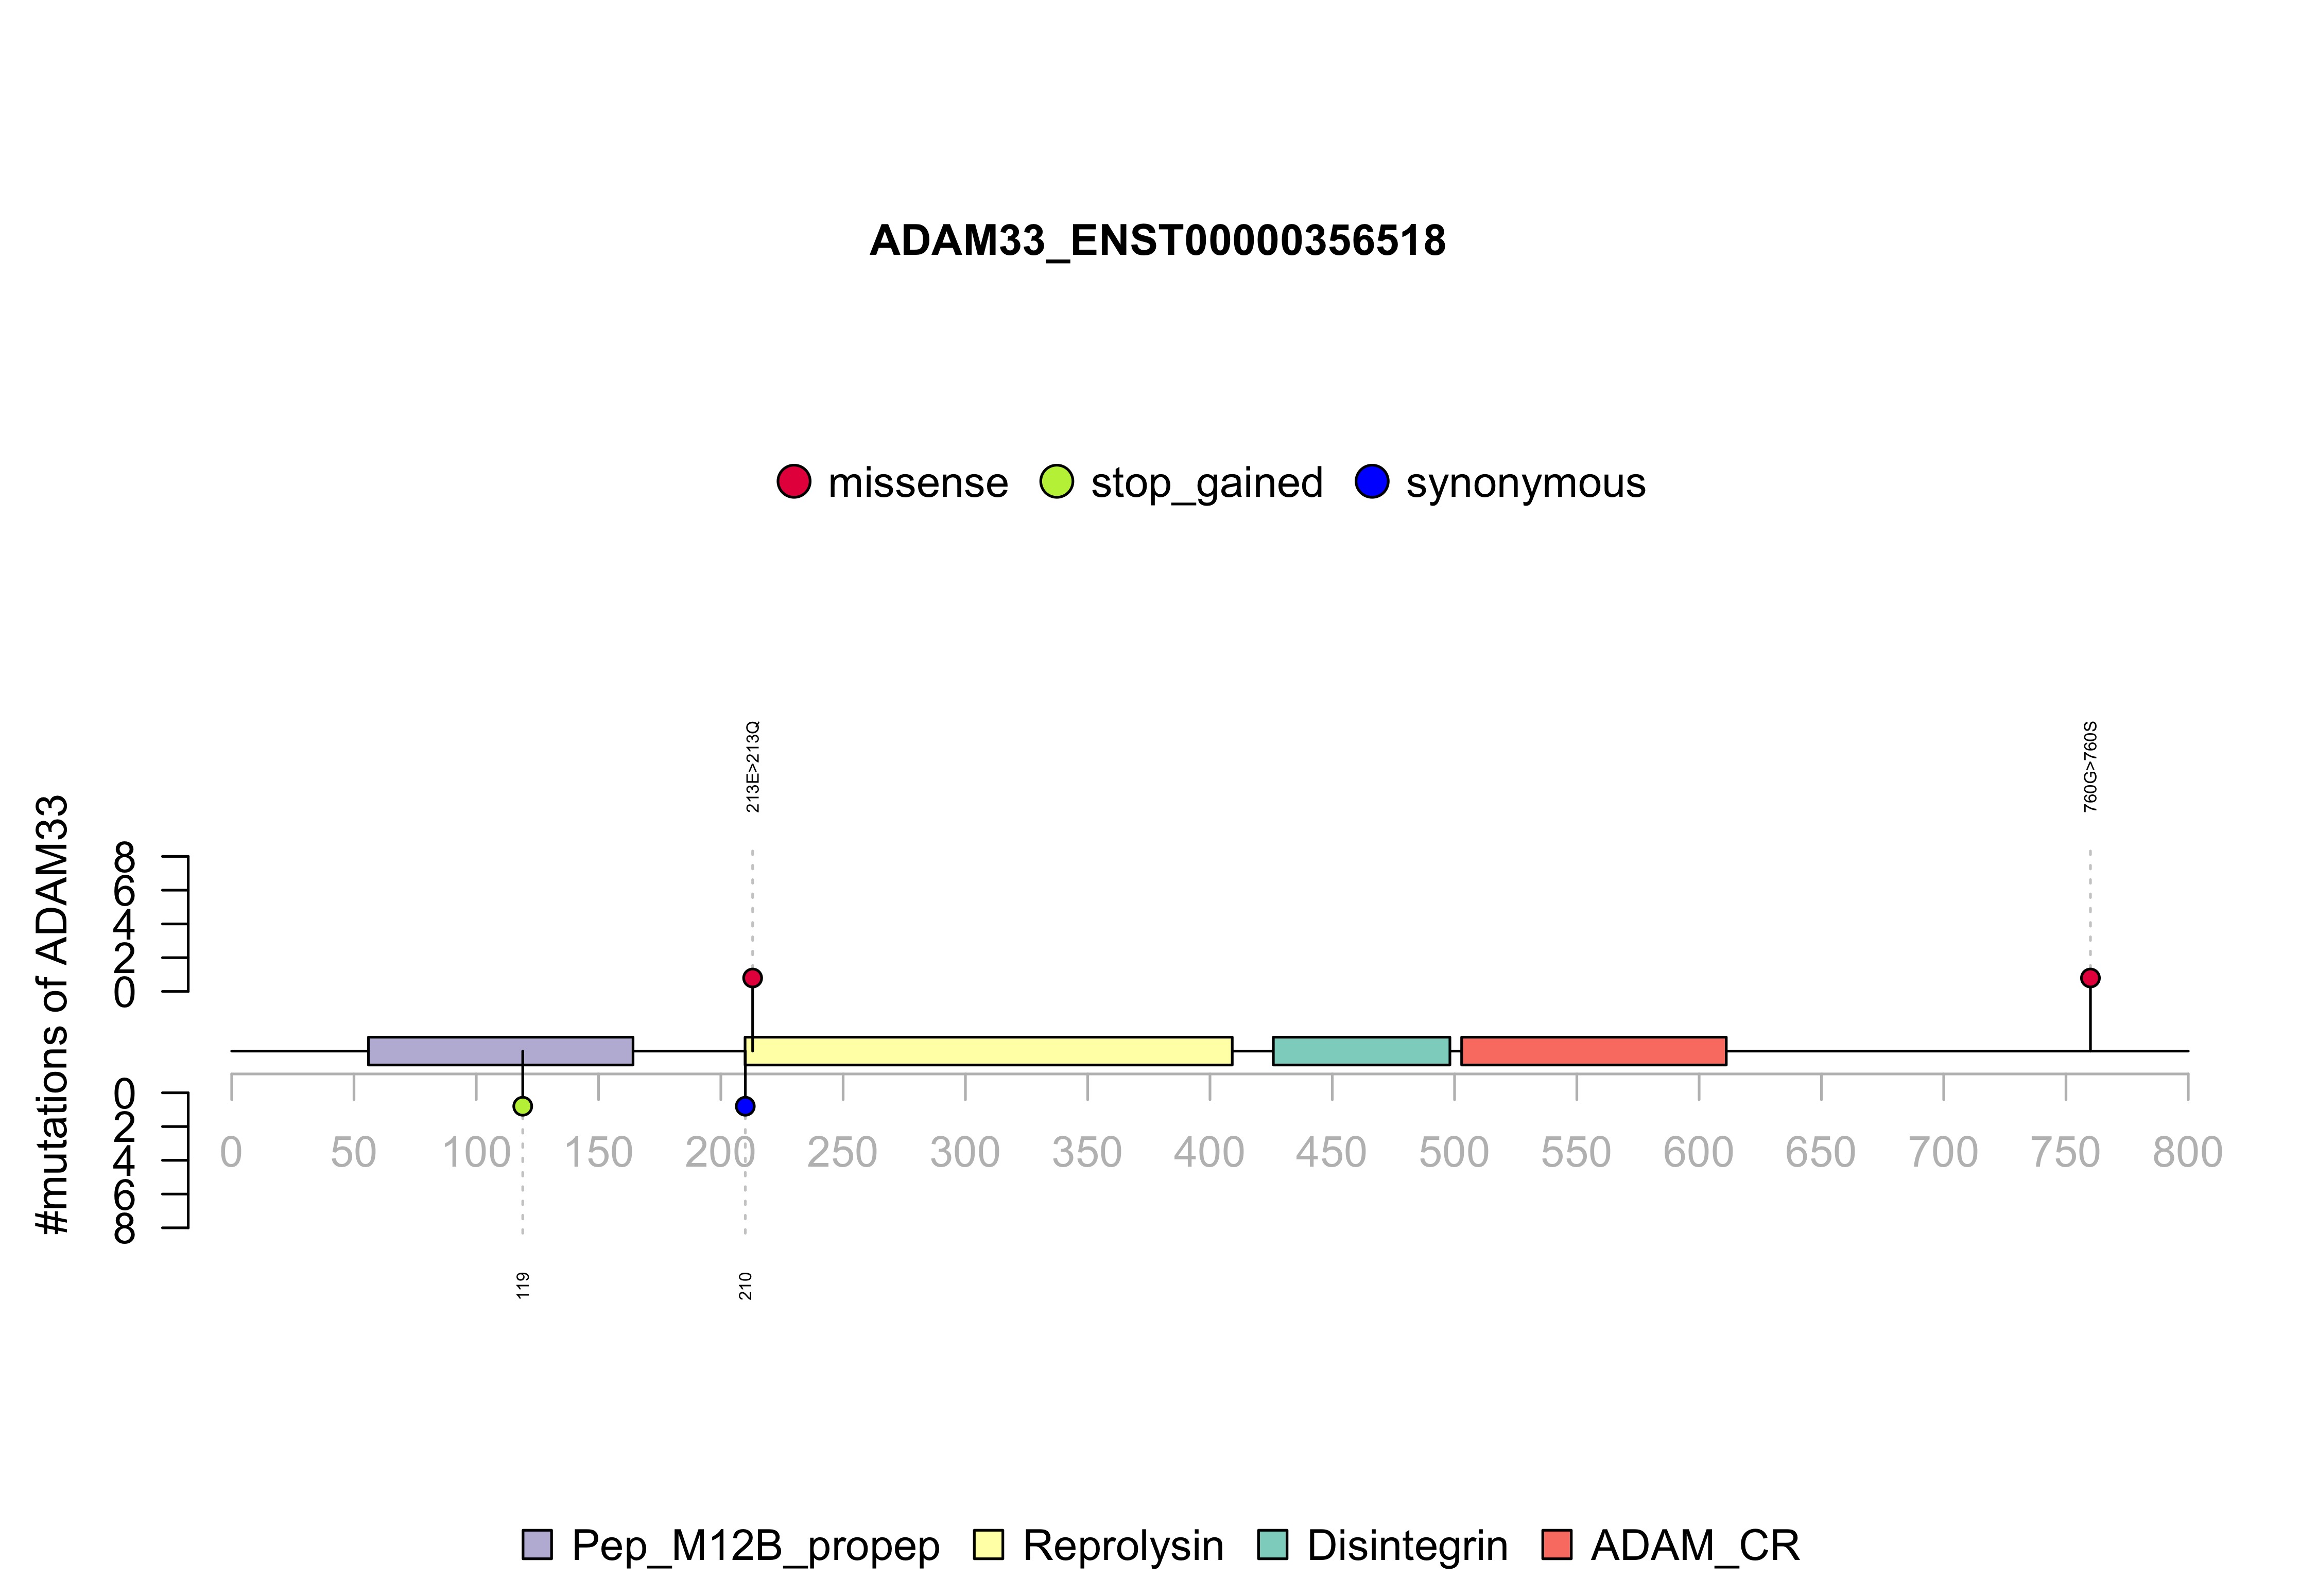 ADAM33_ENST00000356518
missense stop_gained synonymous
213E>213Q
760G>760S
#mutations of ADAM33
8
6
4
2
0
0
2
4
6
8
0 50 100 150 200 250 300 350 400 450 500 550 600 650 700 750 800
119
210
Pep_M12B_propep Reprolysin Disintegrin ADAM_CR